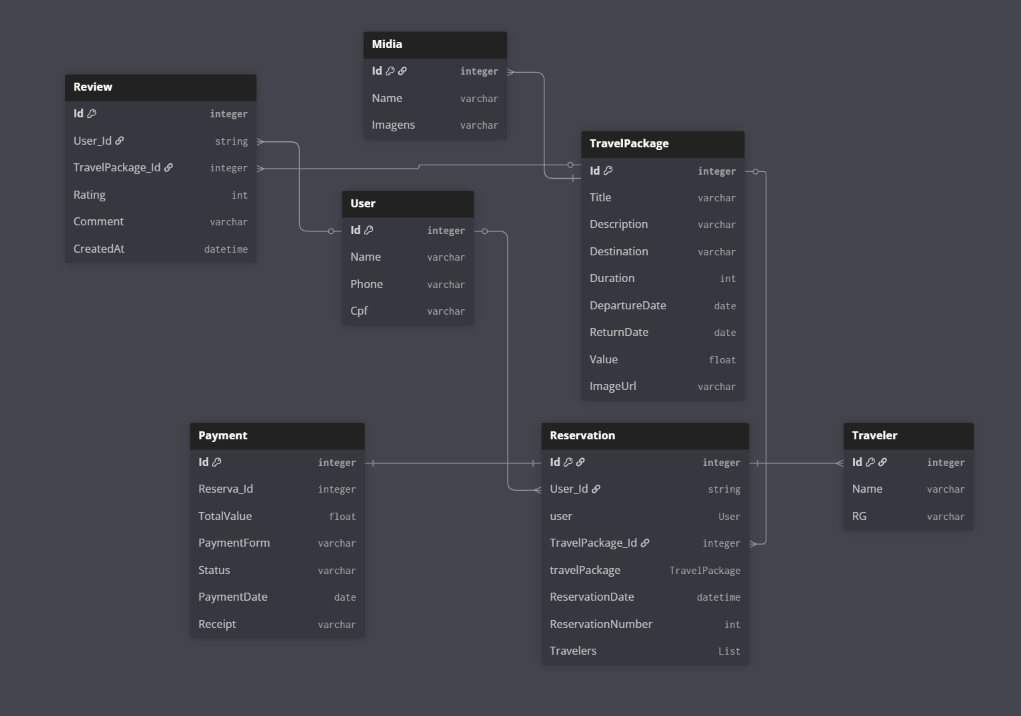 Midia
Id integer
Name varchar
Imagens varchar
Review
Id integer
User_Id string
TravelPackage_Id integer
Rating int
Comment varchar
CreatedAt datetime
TravelPackage
Id integer
Title varchar
Description varchar
Destination varchar
Duration int
DepartureDate date
ReturnDate date
Value float
ImageUrl varchar
User
Id integer
Name varchar
Phone varchar
Cpf varchar
Payment
Id integer
Reserva_Id integer
TotalValue float
PaymentForm varchar
Status varchar
PaymentDate date
Receipt varchar
Reservation
Id integer
User_Id string
user User
TravelPackage_Id integer
travelPackage TravelPackage
ReservationDate datetime
ReservationNumber int
Travelers List
Traveler
Id integer
Name varchar
RG varchar